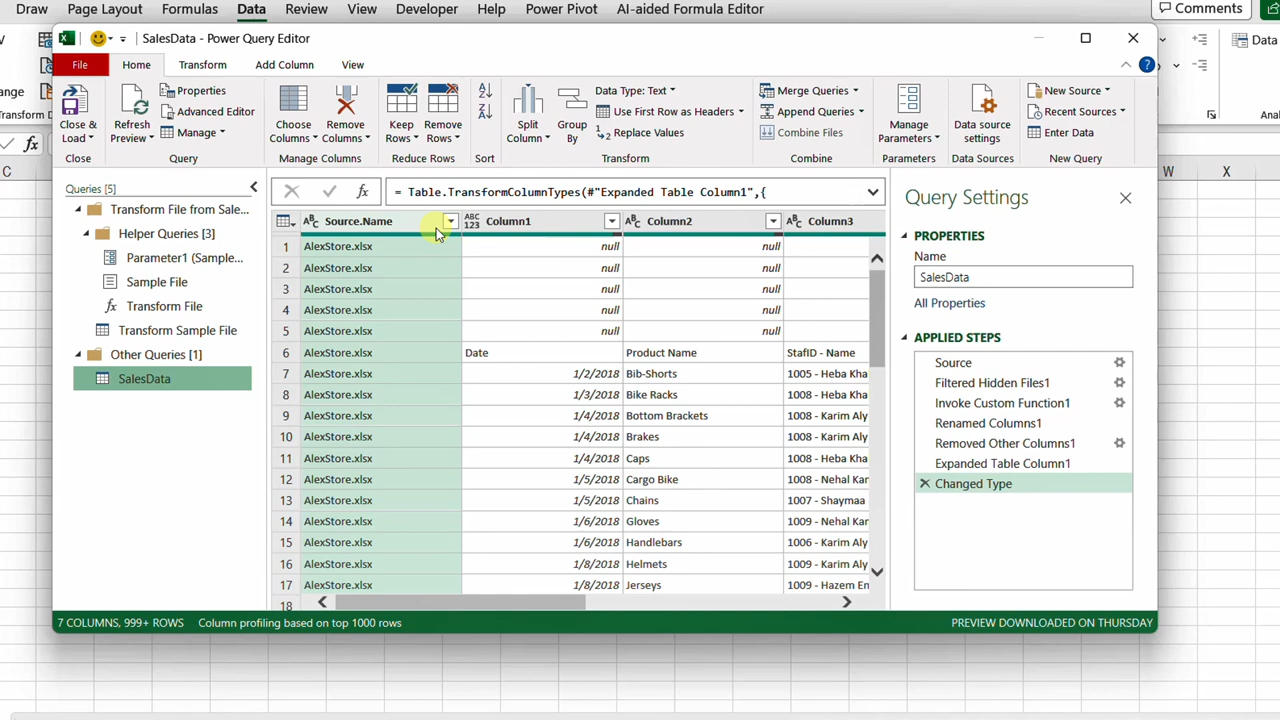 Draw Page Layout Formulas Data Review View Developer Help Power Pivot AI-aided Formula Editor Comments
SalesData - Power Query Editor
Data
File Home Transform Add Column View
Close & Load Refresh Preview Properties Advanced Editor Manage
Choose Columns Remove Columns Keep Rows Remove Rows Split Column Group By
Data Type: Text
Use First Row as Headers
Replace Values
Merge Queries
Append Queries
Combine Files
Manage Parameters Data source settings
New Source
Recent Sources
Enter Data
Close Query Manage Columns Reduce Rows Sort Transform Combine Parameters Data Sources New Query
C W X
Queries [5]
Transform File from Sale...
Helper Queries [3]
Parameter1 (Sample...
Sample File
Transform File
Transform Sample File
Other Queries [1]
SalesData
fx = Table.TransformColumnTypes(#"Expanded Table Column1",{
Source.Name Column1 Column2 Column3
1 AlexStore.xlsx null null
2 AlexStore.xlsx null null
3 AlexStore.xlsx null null
4 AlexStore.xlsx null null
5 AlexStore.xlsx null null
6 AlexStore.xlsx Date Product Name StafID - Name
7 AlexStore.xlsx 1/2/2018 Bib-Shorts 1005 - Heba Kha
8 AlexStore.xlsx 1/3/2018 Bike Racks 1008 - Heba Kha
9 AlexStore.xlsx 1/4/2018 Bottom Brackets 1008 - Karim Aly
10 AlexStore.xlsx 1/4/2018 Brakes 1008 - Karim Aly
11 AlexStore.xlsx 1/4/2018 Caps 1008 - Heba Kha
12 AlexStore.xlsx 1/5/2018 Cargo Bike 1008 - Nehal Kar
13 AlexStore.xlsx 1/5/2018 Chains 1007 - Shaymaa
14 AlexStore.xlsx 1/6/2018 Gloves 1009 - Nehal Kar
15 AlexStore.xlsx 1/6/2018 Handlebars 1006 - Karim Aly
16 AlexStore.xlsx 1/8/2018 Helmets 1009 - Karim Aly
17 AlexStore.xlsx 1/8/2018 Jerseys 1009 - Hazem En
18
Query Settings
PROPERTIES
Name
SalesData
All Properties
APPLIED STEPS
Source
Filtered Hidden Files1
Invoke Custom Function1
Renamed Columns1
Removed Other Columns1
Expanded Table Column1
Changed Type
7 COLUMNS, 999+ ROWS Column profiling based on top 1000 rows PREVIEW DOWNLOADED ON THURSDAY